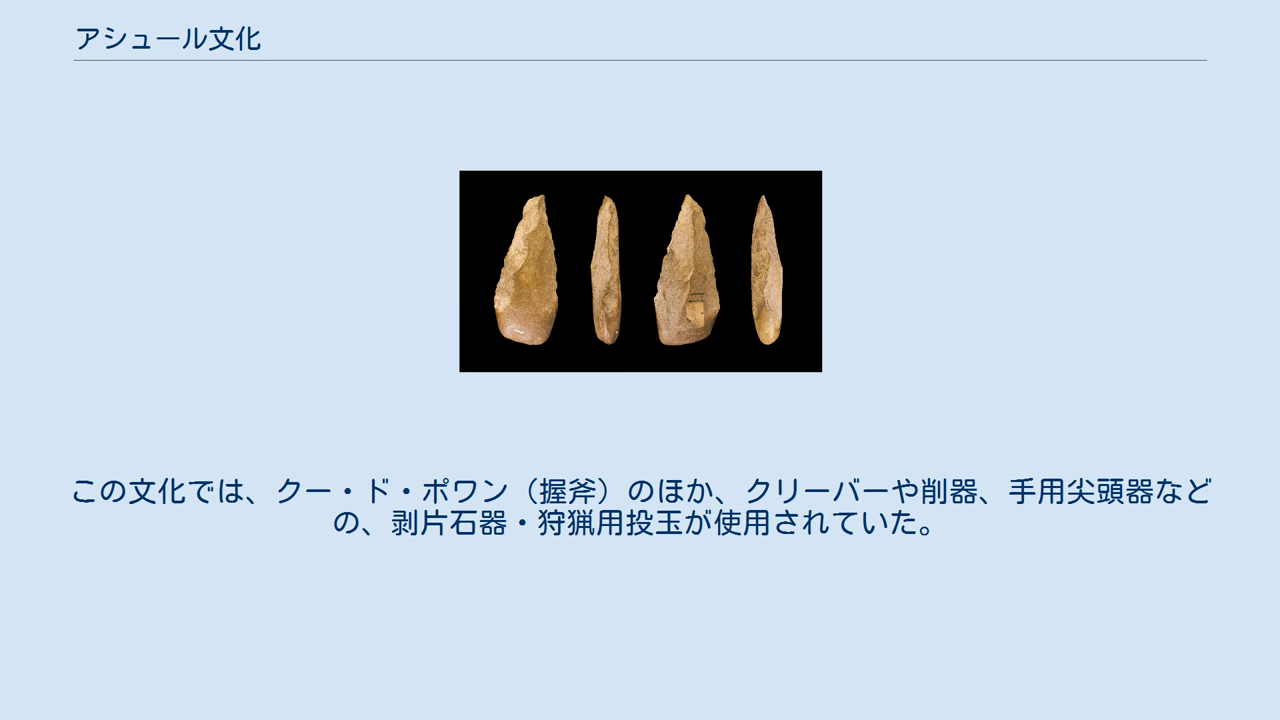 アシュール文化
この文化では、クー・ド・ポワン（握斧）のほか、クリーバーや削器、手用尖頭器など
の、剥片石器・狩猟用投玉が使用されていた。